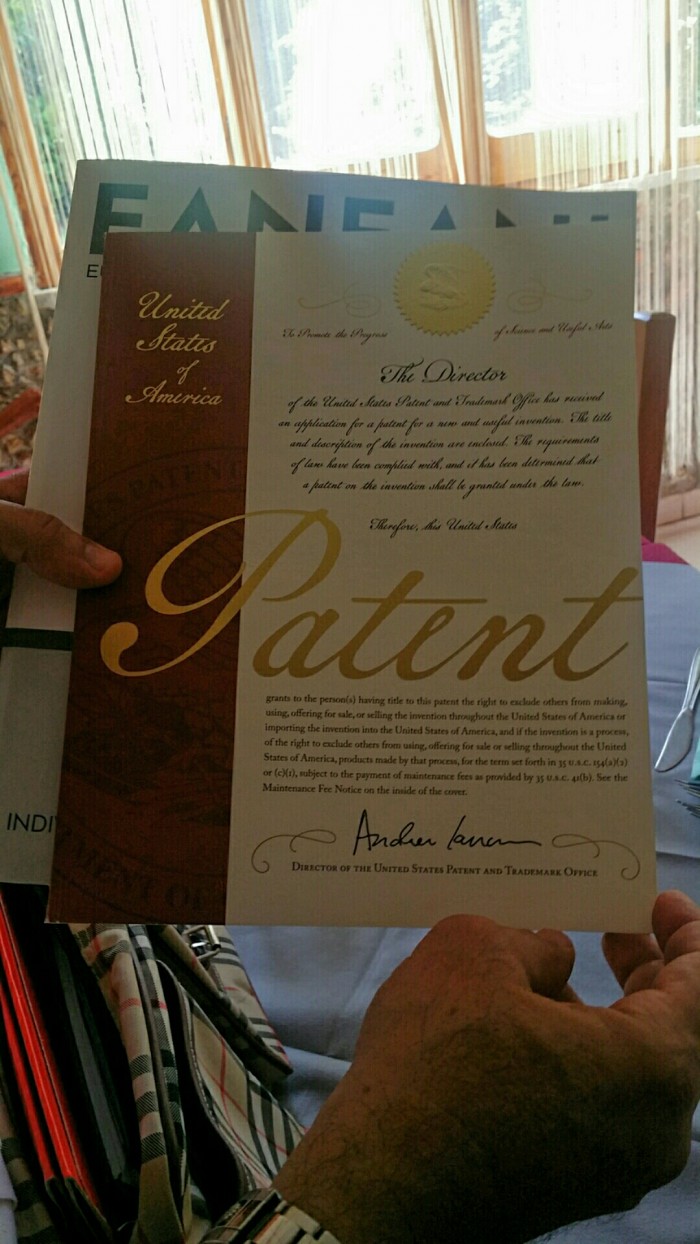 United
States
of
America
To Promote the Progress
of Science and Useful Arts
The Director
of the United States Patent and Trademark Office has received
an application for a patent for a new and useful invention. The title
and description of the invention are enclosed. The requirements
of law have been complied with, and it has been determined that
a patent on the invention shall be granted under the law.
Therefore, this United States
PATENT
Patent
grants to the person(s) having title to this patent the right to exclude others from making,
using, offering for sale, or selling the invention throughout the United States of America or
importing the invention into the United States of America, and if the invention is a process,
of the right to exclude others from using, offering for sale or selling throughout the United
States of America, products made by that process, for the term set forth in 35 U.S.C. 154(a)(2)
or (c)(1), subject to the payment of maintenance fees as provided by 35 U.S.C. 41(b). See the
Maintenance Fee Notice on the inside of the cover.
INDI
DIRECTOR OF THE UNITED STATES PATENT AND TRADEMARK OFFICE
MENT OF